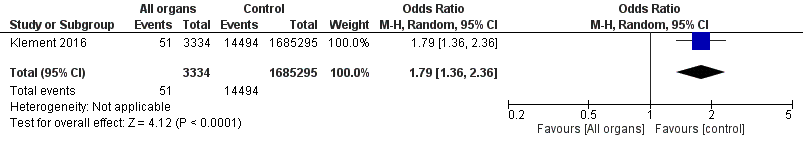 All organs Control Odds Ratio Odds Ratio
Study or Subgroup Events Total Events Total Weight M-H, Random, 95% CI M-H, Random, 95% CI
Klement 2016 51 3334 14494 1685295 100.0% 1.79 [1.36, 2.36]
Total (95% CI) 3334 1685295 100.0% 1.79 [1.36, 2.36]
Total events 51 14494
Heterogeneity: Not applicable
Test for overall effect: Z = 4.12 (P < 0.0001)
0.2 0.5 1 2 5
Favours [All organs] Favours [control]